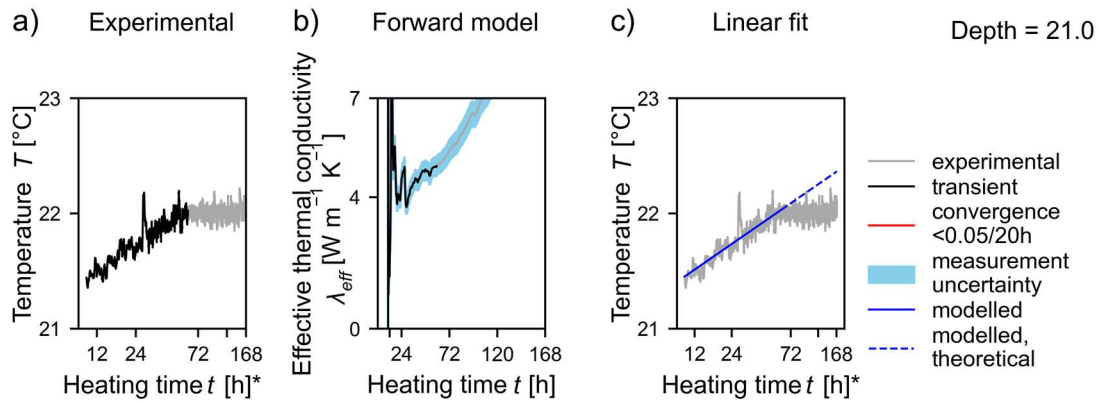 a) Experimental
b) Forward model
c) Linear fit
Depth = 21.0
Temperature T [°C]
23
22
21
12 24 72 168
Heating time t [h]*
Effective thermal conductivity
λeff [W m⁻¹ K⁻¹]
7
4
0
24 72 120 168
Heating time t [h]
Temperature T [°C]
23
22
21
12 24 72 168
Heating time t [h]*
experimental
transient
convergence
<0.05/20h
measurement
uncertainty
modelled
modelled,
theoretical